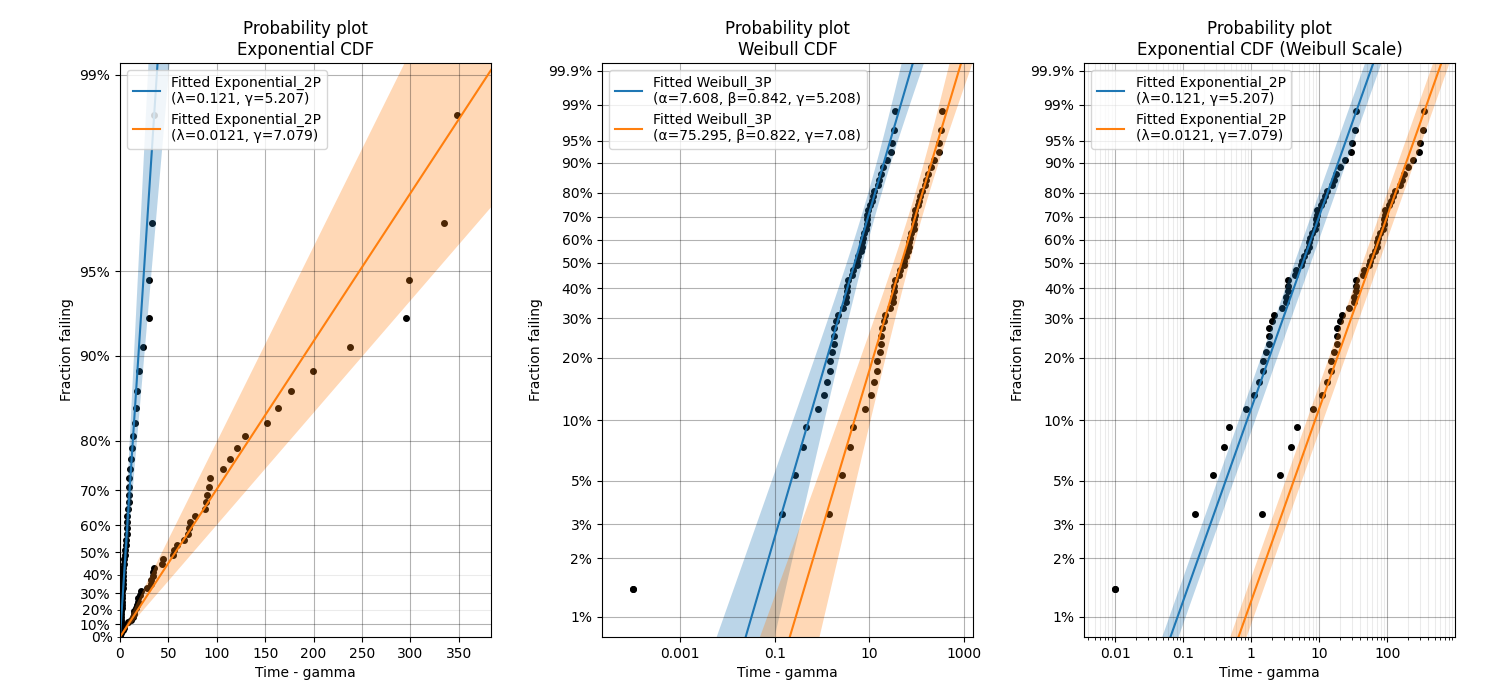 Probability plot
Exponential CDF
Fitted Exponential_2P
(λ=0.121, γ=5.207)
Fitted Exponential_2P
(λ=0.0121, γ=7.079)
99%
95%
90%
80%
70%
60%
50%
40%
30%
20%
10%
0%
Fraction failing
0 50 100 150 200 250 300 350
Time - gamma
Probability plot
Weibull CDF
Fitted Weibull_3P
(α=7.608, β=0.842, γ=5.208)
Fitted Weibull_3P
(α=75.295, β=0.822, γ=7.08)
99.9%
99%
95%
90%
80%
70%
60%
50%
40%
30%
20%
10%
5%
3%
2%
1%
Fraction failing
0.001 0.1 10 1000
Time - gamma
Probability plot
Exponential CDF (Weibull Scale)
Fitted Exponential_2P
(λ=0.121, γ=5.207)
Fitted Exponential_2P
(λ=0.0121, γ=7.079)
99.9%
99%
95%
90%
80%
70%
60%
50%
40%
30%
20%
10%
5%
3%
2%
1%
Fraction failing
0.01 0.1 1 10 100
Time - gamma